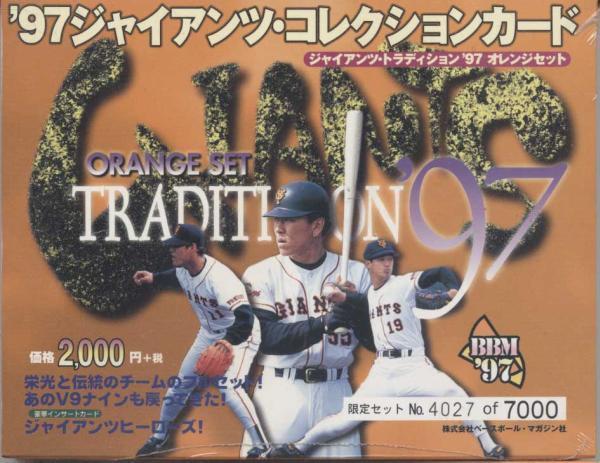 '97ジャイアンツ・コレクションカード
ジャイアンツ・トラディション'97 オレンジセット
GIANTS
ORANGE SET
TRADITION '97
GIANTS
55
11
GIANTS
19
BBM
'97
価格 2,000 円+税
栄光と伝統のチームのフルセット!
あのV9ナインも戻ってきた!
豪華インサートカード
ジャイアンツヒーローズ!
限定セット No. 4027 of 7000
株式会社ベースボール・マガジン社